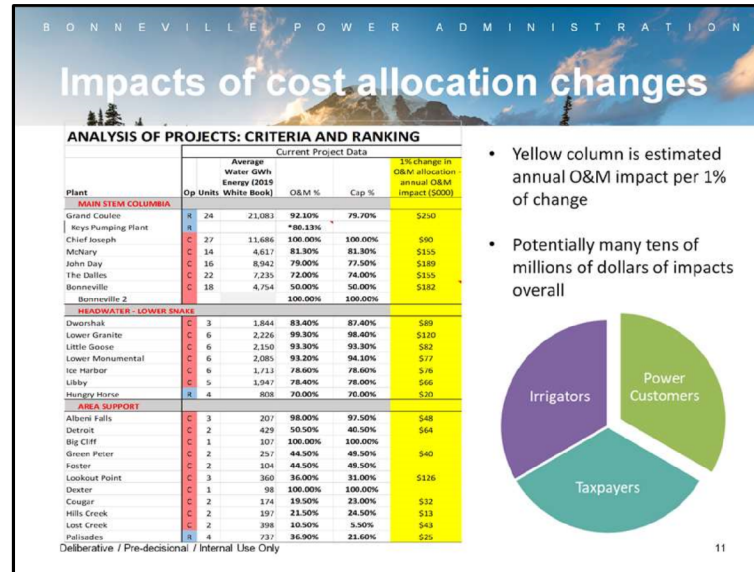 BONNEVILLE POWER ADMINISTRATION
Impacts of cost allocation changes
ANALYSIS OF PROJECTS: CRITERIA AND RANKING
Current Project Data
Plant Op Units Average Water GWh Energy (2019 White Book) O&M % Cap % 1% change in O&M allocation - annual O&M impact ($000)
MAIN STEM COLUMBIA
Grand Coulee R 24 21,083 92.10% 79.70% $250
Keys Pumping Plant R *80.13%
Chief Joseph C 27 11,686 100.00% 100.00% $90
McNary C 14 4,617 81.30% 81.30% $155
John Day C 16 8,942 79.00% 77.50% $189
The Dalles C 22 7,235 72.00% 74.00% $155
Bonneville C 18 4,754 50.00% 50.00% $182
Bonneville 2 100.00% 100.00%
HEADWATER - LOWER SNAKE
Dworshak C 3 1,844 83.40% 87.40% $89
Lower Granite C 6 2,226 99.30% 98.40% $120
Little Goose C 6 2,150 93.30% 93.30% $82
Lower Monumental C 6 2,085 93.20% 94.10% $77
Ice Harbor C 6 1,713 78.60% 78.60% $76
Libby C 5 1,947 78.40% 78.00% $66
Hungry Horse R 4 808 70.00% 70.00% $20
AREA SUPPORT
Albeni Falls C 3 207 98.00% 97.50% $48
Detroit C 2 429 50.50% 40.50% $64
Big Cliff C 1 107 100.00% 100.00%
Green Peter C 2 257 44.50% 49.50% $40
Foster C 2 104 44.50% 49.50%
Lookout Point C 3 360 36.00% 31.00% $126
Dexter C 1 98 100.00% 100.00%
Cougar C 2 174 19.50% 23.00% $32
Hills Creek C 2 197 21.50% 24.50% $13
Lost Creek C 2 398 10.50% 5.50% $43
Palisades R 4 737 36.90% 21.60% $25
• Yellow column is estimated
annual O&M impact per 1%
of change
• Potentially many tens of
millions of dollars of impacts
overall
Irrigators
Power
Customers
Taxpayers
Deliberative / Pre-decisional / Internal Use Only
11